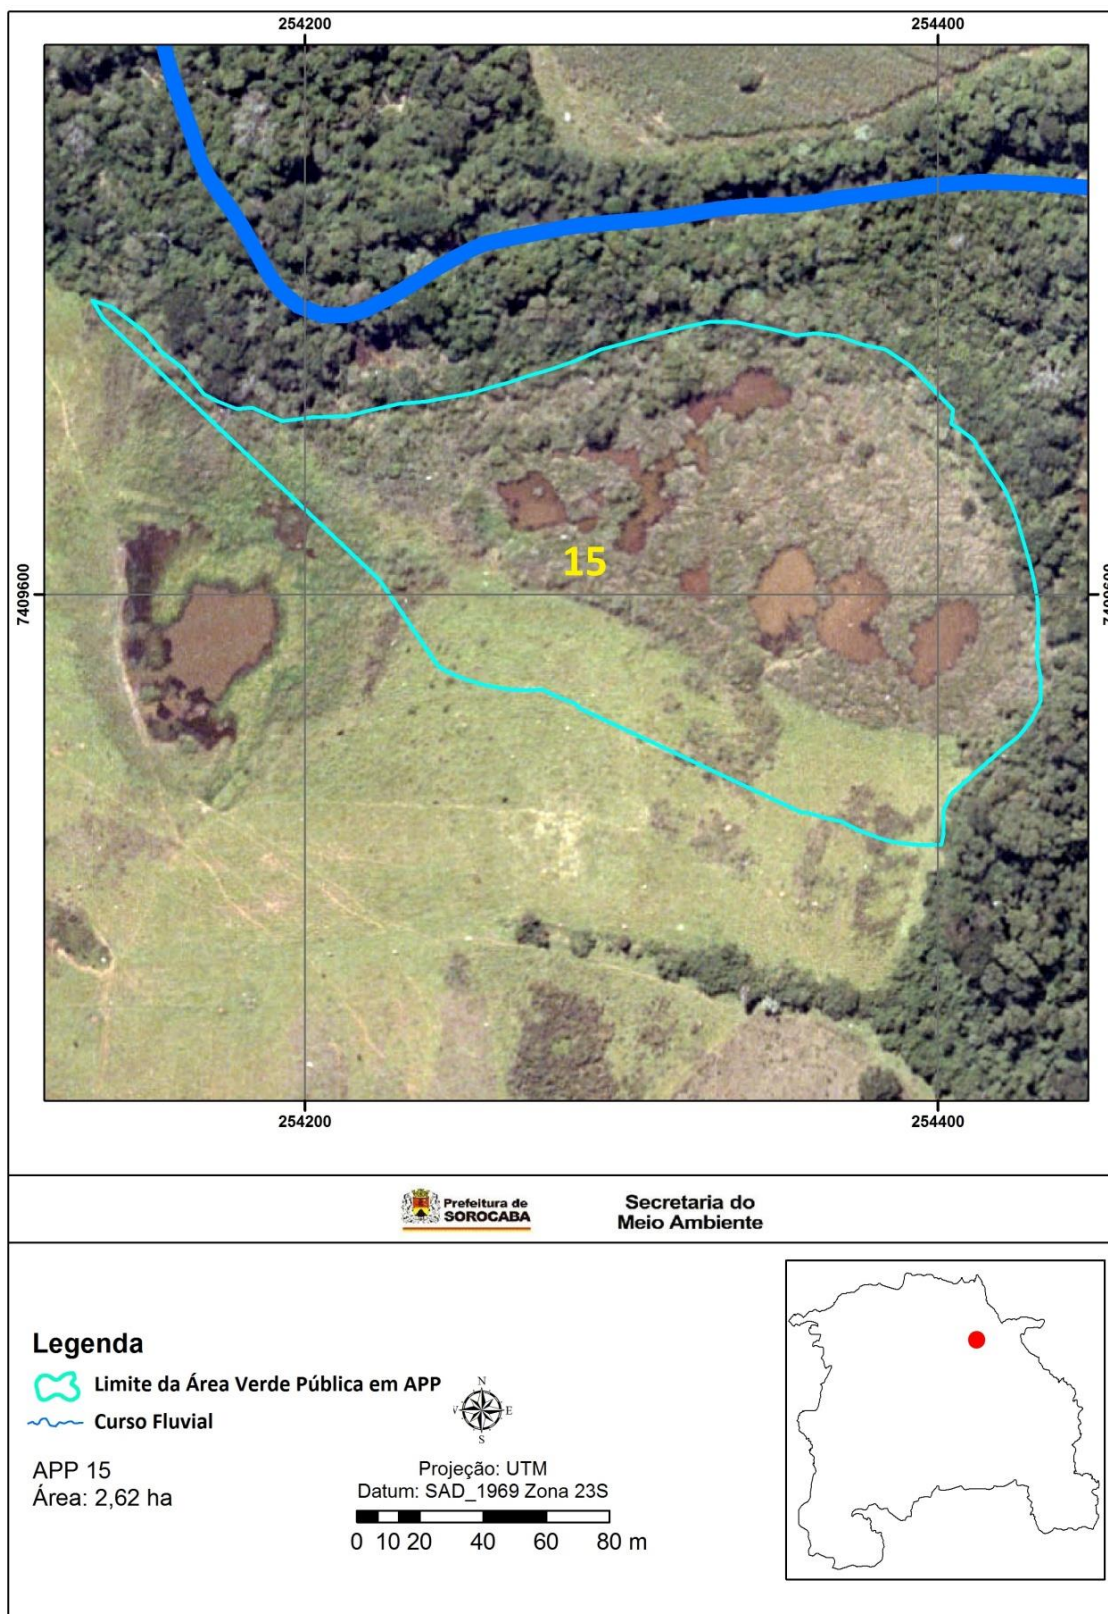 254200
254400
15
7409600
7409600
254200
254400
Prefeitura de
SOROCABA
Secretaria do
Meio Ambiente
Legenda
Limite da Área Verde Pública em APP
Curso Fluvial
APP 15
Área: 2,62 ha
N
E
S
Projeção: UTM
Datum: SAD_1969 Zona 23S
0 10 20 40 60 80 m